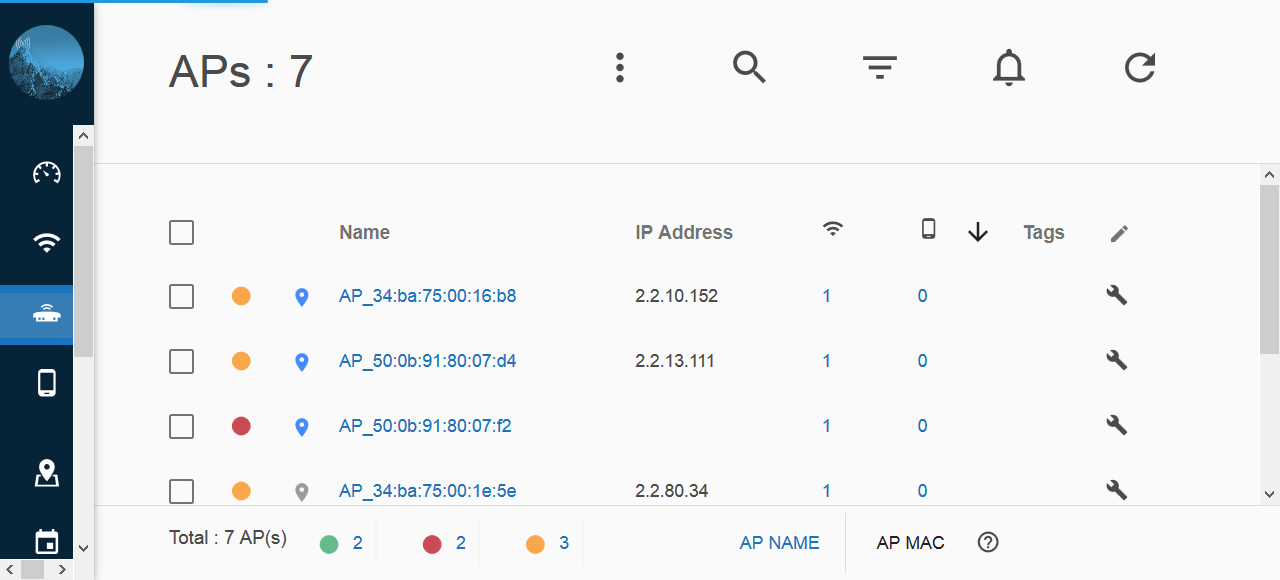 APs : 7
Name IP Address Tags
AP_34:ba:75:00:16:b8 2.2.10.152 1 0
AP_50:0b:91:80:07:d4 2.2.13.111 1 0
AP_50:0b:91:80:07:f2 1 0
AP_34:ba:75:00:1e:5e 2.2.80.34 1 0
Total : 7 AP(s) 2 2 3 AP NAME AP MAC